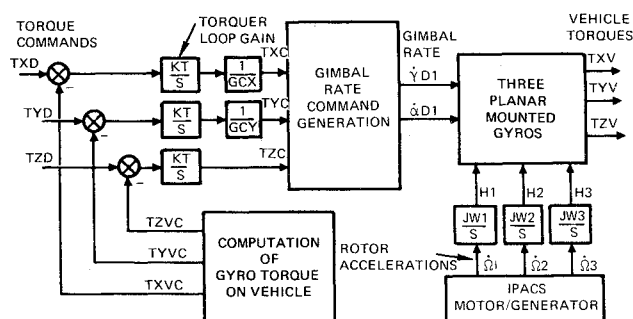 TORQUE
COMMANDS
TORQUER
LOOP GAIN
GIMBAL
RATE
VEHICLE
TORQUES
TXD
KT
S
1
GCX
TXC
GIMBAL
RATE
COMMAND
GENERATION
γ̇D1
α̇D1
THREE
PLANAR
MOUNTED
GYROS
TXV
TYV
TZV
TYD
KT
S
1
GCY
TYC
TZD
KT
S
TZC
H1
H2
H3
JW1
S
JW2
S
JW3
S
TZVC
TYVC
TXVC
COMPUTATION
OF
GYRO TORQUE
ON VEHICLE
ROTOR
ACCELERATIONS
Ω̇1
Ω̇2
Ω̇3
IPACS
MOTOR/GENERATOR